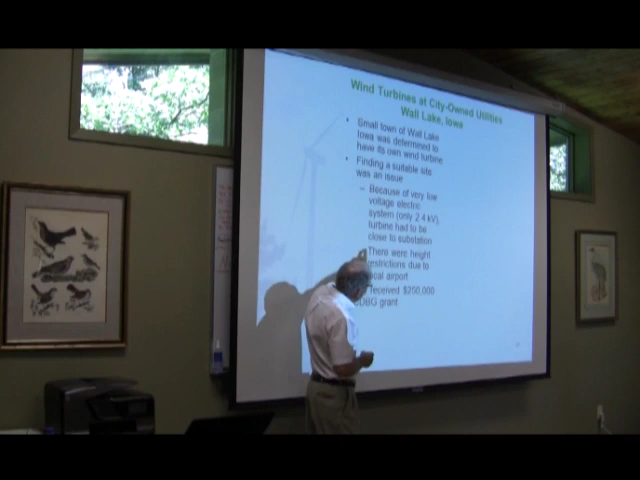 Wind Turbines at City-Owned Utilities
Wall Lake, Iowa
• Small town of Wall Lake
Iowa was determined to
have its own wind turbine
• Finding a suitable site
was an issue
– Because of very low
voltage electric
system (only 2.4 kV),
turbine had to be
close to substation
There were height
restrictions due to
local airport
received $200,000
CDBG grant